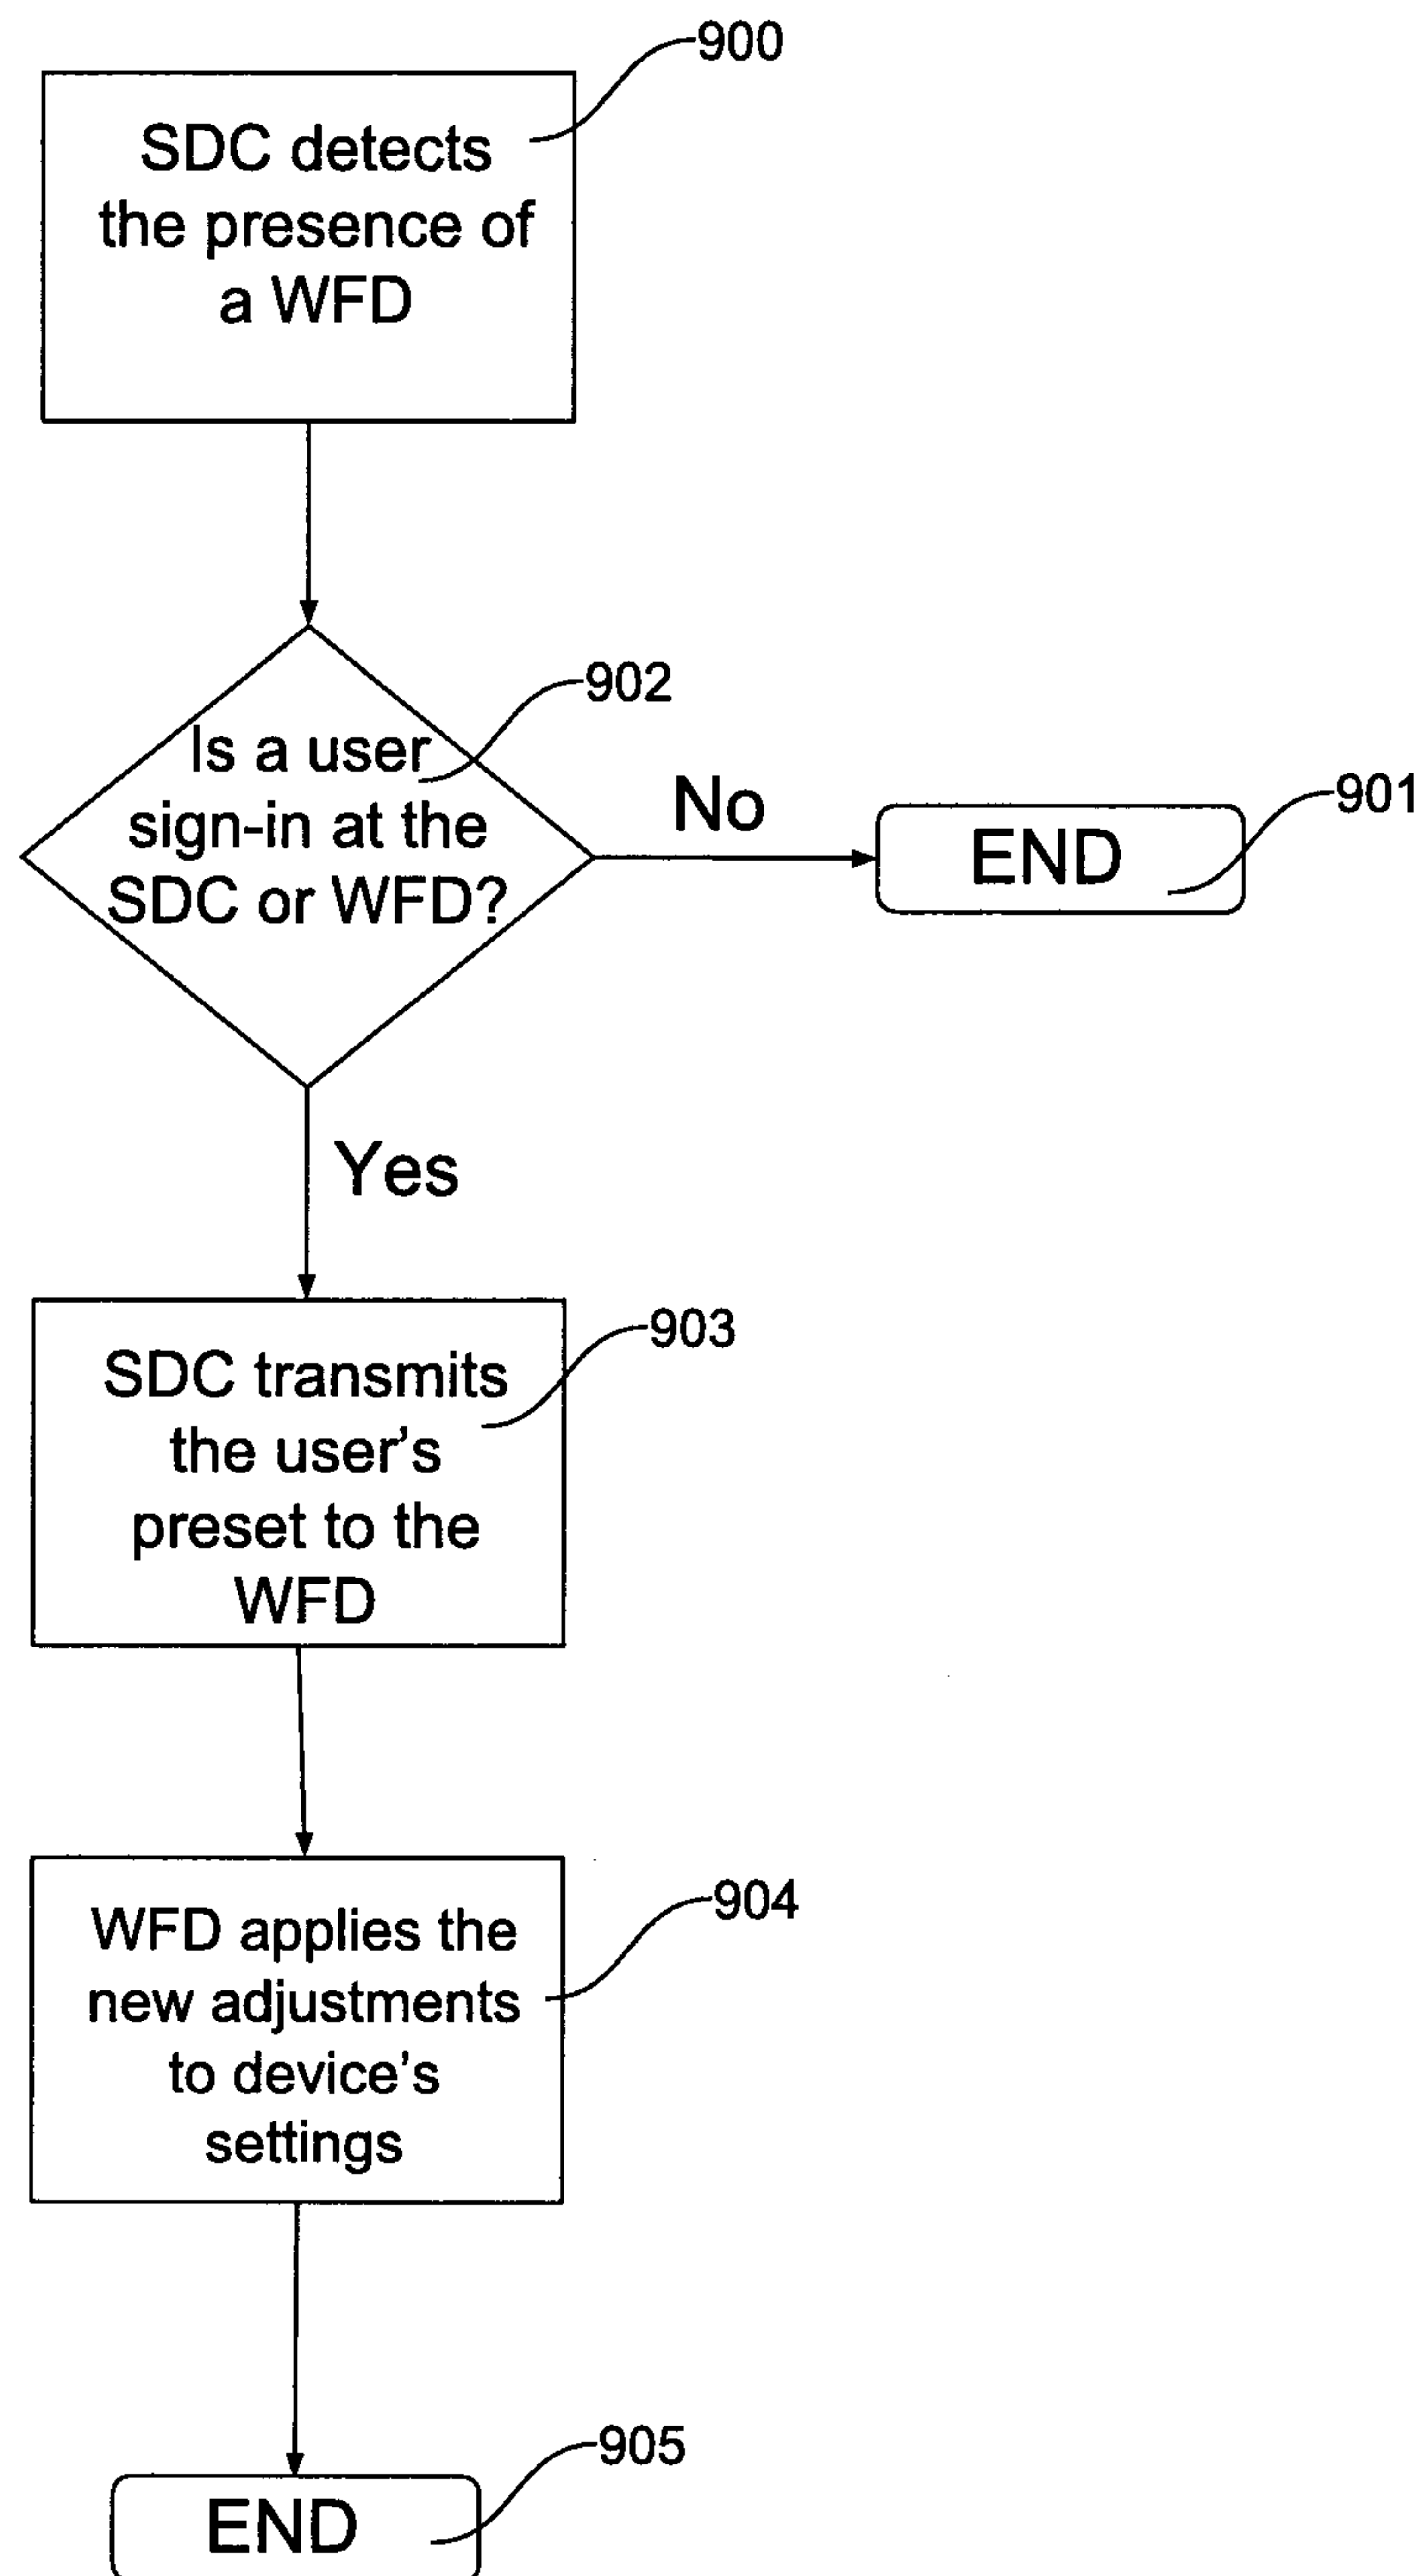 900
SDC detects
the presence of
a WFD
902
Is a user
sign-in at the
SDC or WFD?
No
901
END
Yes
903
SDC transmits
the user's
preset to the
WFD
904
WFD applies the
new adjustments
to device's
settings
905
END